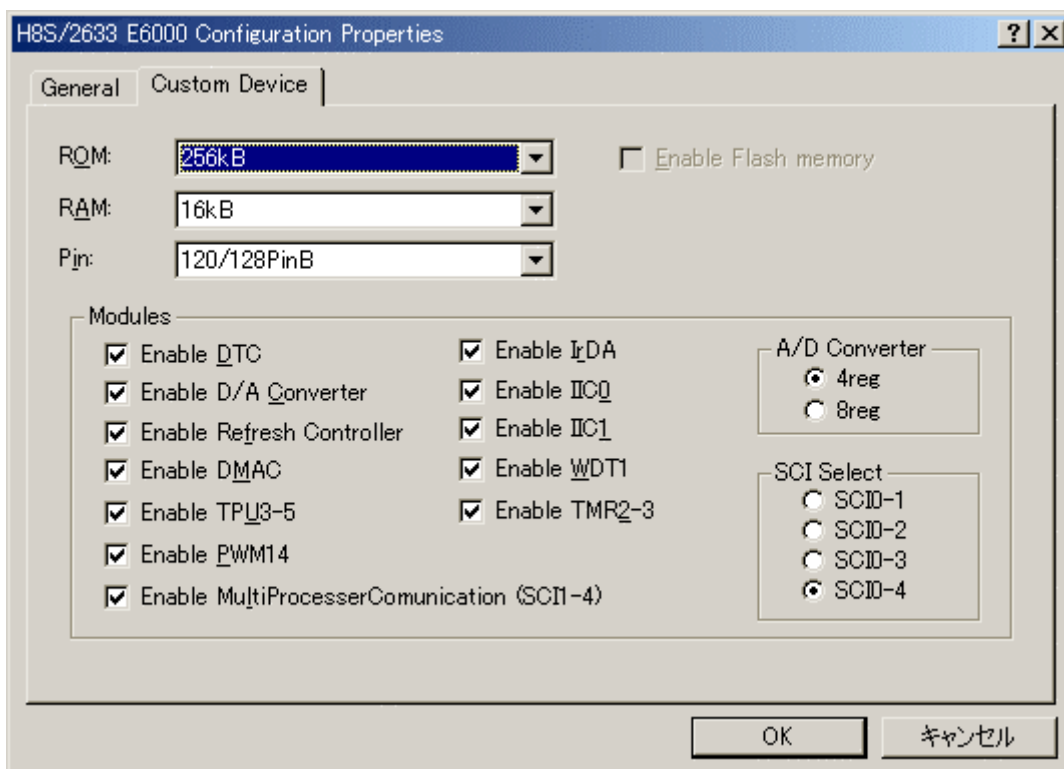 H8S/2633 E6000 Configuration Properties
General
Custom Device
ROM:
256kB
Enable Flash memory
RAM:
16kB
Pin:
120/128PinB
Modules
Enable DTC
Enable D/A Converter
Enable Refresh Controller
Enable DMAC
Enable TPU3-5
Enable PWM14
Enable MultiProcesserComunication (SCI1-4)
Enable IrDA
Enable IIC0
Enable IIC1
Enable WDT1
Enable TMR2-3
A/D Converter
4reg
8reg
SCI Select
SCI0-1
SCI0-2
SCI0-3
SCI0-4
OK
キャンセル